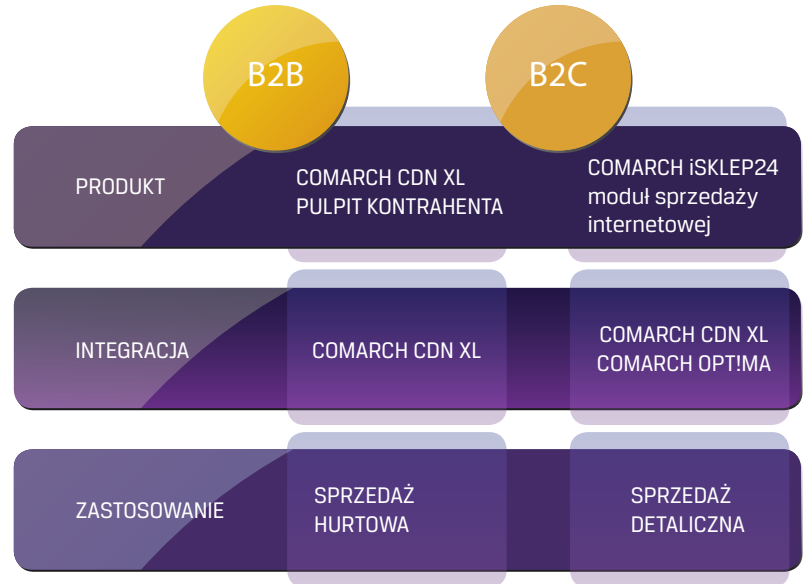 B2B
B2C
PRODUKT
COMARCH CDN XL
PULPIT KONTRAHENTA
COMARCH iSKLEP24
moduł sprzedaży
internetowej
INTEGRACJA
COMARCH CDN XL
COMARCH CDN XL
COMARCH OPT!MA
ZASTOSOWANIE
SPRZEDAŻ
HURTOWA
SPRZEDAŻ
DETALICZNA